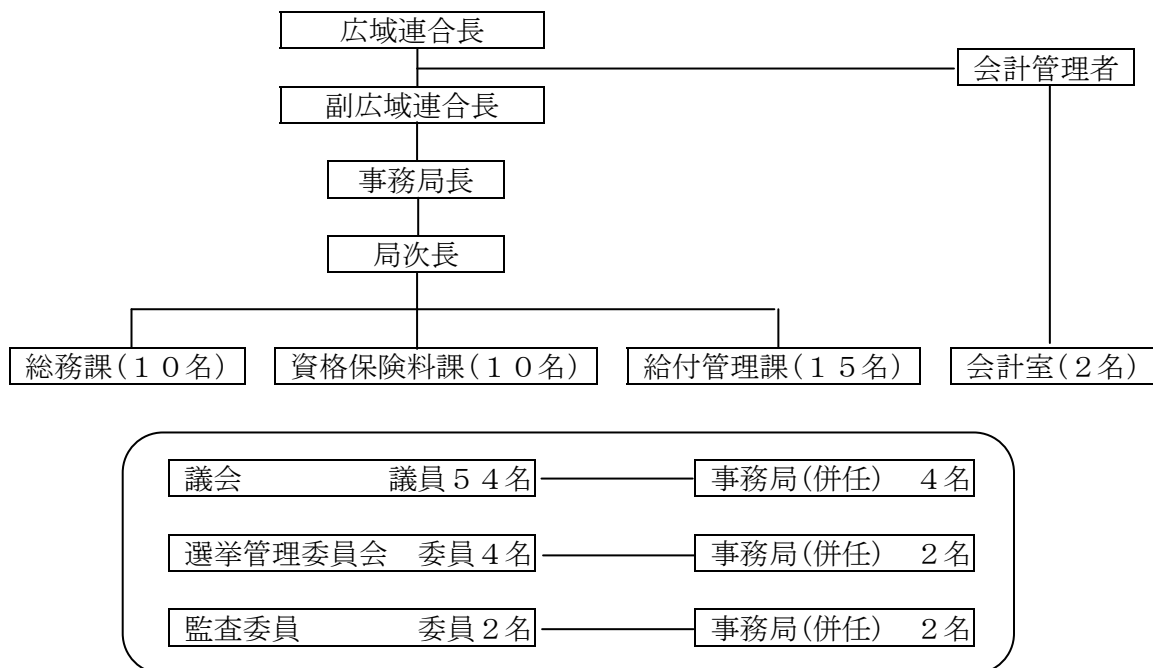 広域連合長
会計管理者
副広域連合長
事務局長
局次長
総務課(１０名) 資格保険料課(１０名) 給付管理課(１５名) 会計室(２名)
議会　議員５４名 事務局(併任)　４名
選挙管理委員会　委員４名 事務局(併任)　２名
監査委員　委員２名 事務局(併任)　２名